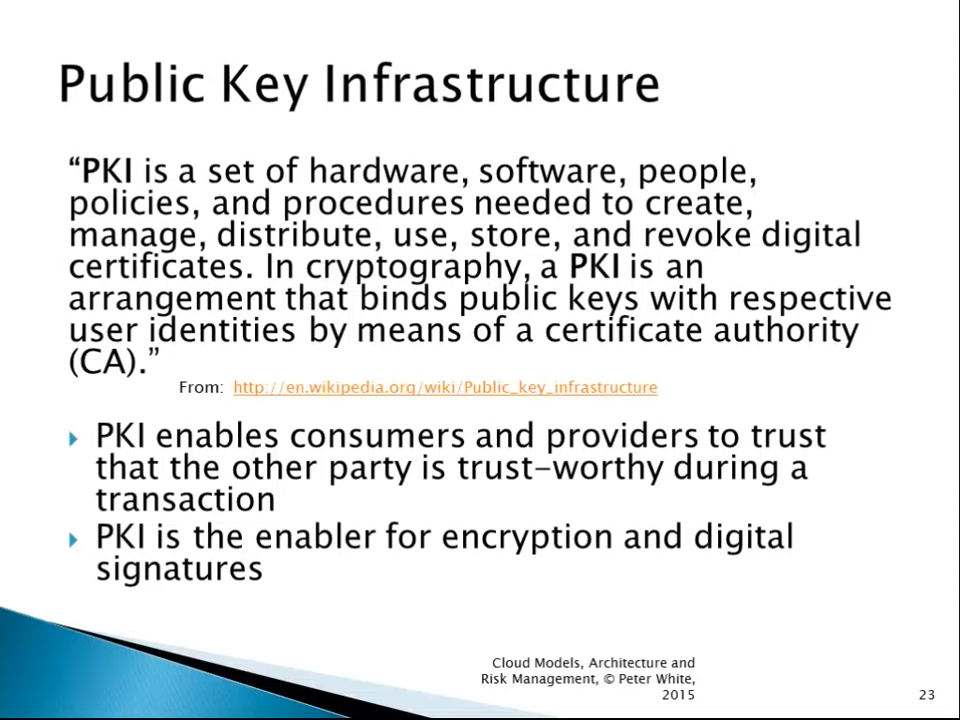 Public Key Infrastructure
“PKI is a set of hardware, software, people,
policies, and procedures needed to create,
manage, distribute, use, store, and revoke digital
certificates. In cryptography, a PKI is an
arrangement that binds public keys with respective
user identities by means of a certificate authority
(CA).”
From: http://en.wikipedia.org/wiki/Public_key_infrastructure
PKI enables consumers and providers to trust
that the other party is trust-worthy during a
transaction
PKI is the enabler for encryption and digital
signatures
Cloud Models, Architecture and
Risk Management, © Peter White,
2015
23